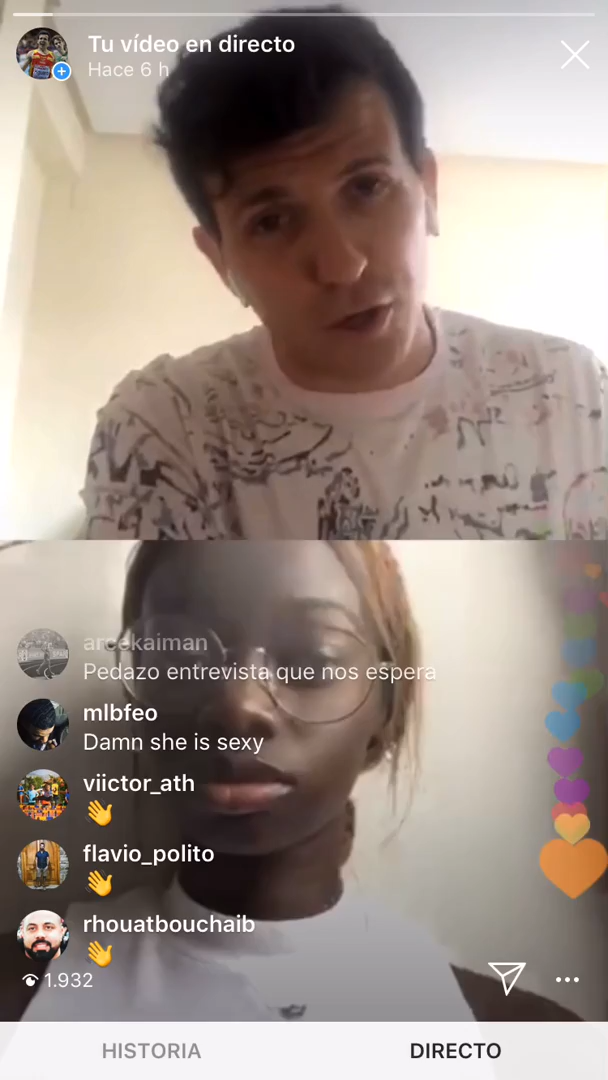 Tu vídeo en directo
Hace 6 h
arcekaiman
Pedazo entrevista que nos espera
mlbfeo
Damn she is sexy
viictor_ath
flavio_polito
rhouatbouchaib
1.932
HISTORIA
DIRECTO